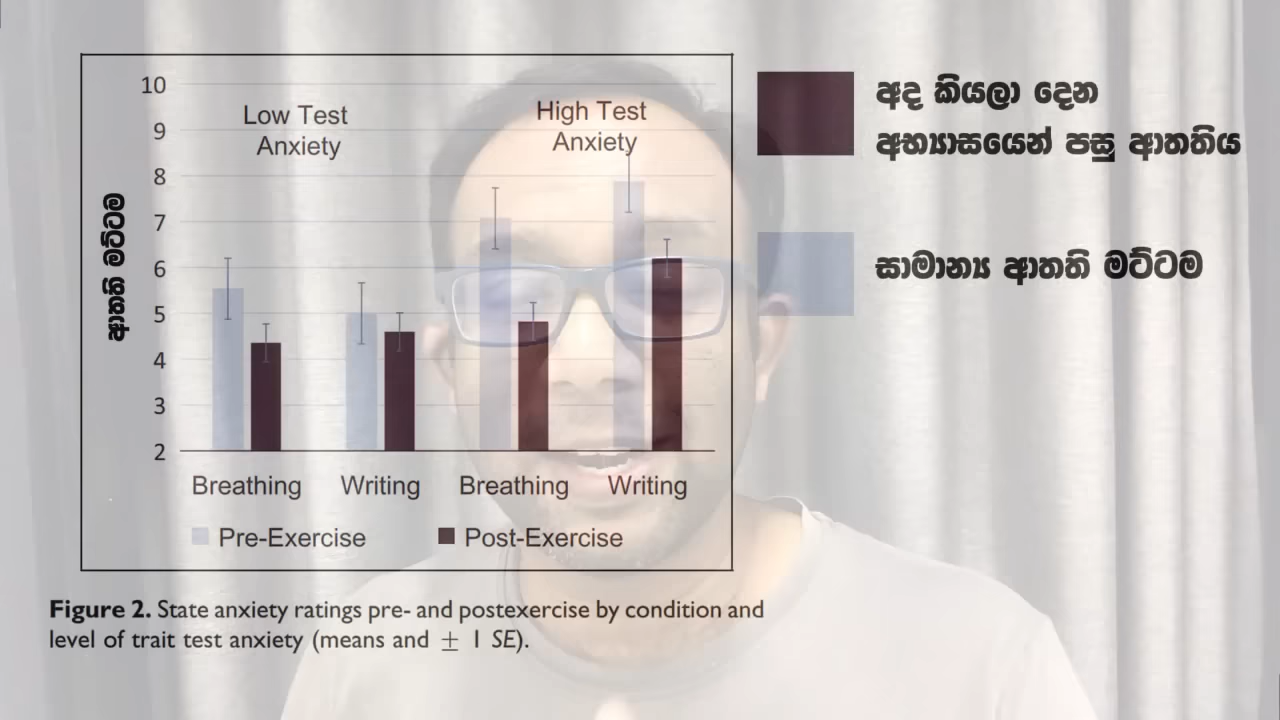 10
9
8
7
6
5
4
3
2
ආතති මට්ටම
Low Test
Anxiety
High Test
Anxiety
Breathing
Writing
Breathing
Writing
Pre-Exercise
Post-Exercise
Figure 2. State anxiety ratings pre- and postexercise by condition and
level of trait test anxiety (means and ± 1 SE).
අද කියලා දෙන
අභ්‍යාසයෙන් පසු ආතතිය
සාමාන්‍ය ආතති මට්ටම